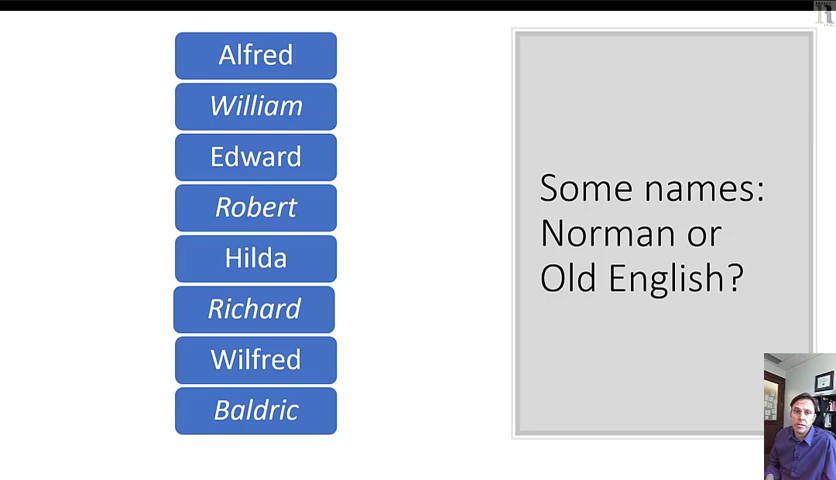 Alfred
William
Edward
Robert
Hilda
Richard
Wilfred
Baldric
Some names:
Norman or
Old English?